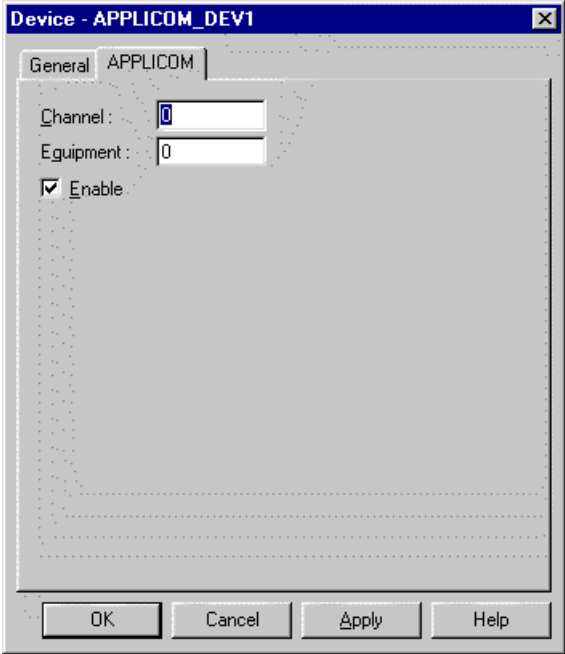 Device - APPLICOM_DEV1
General APPLICOM
Channel : 0
Equipment : 0
Enable
OK Cancel Apply Help